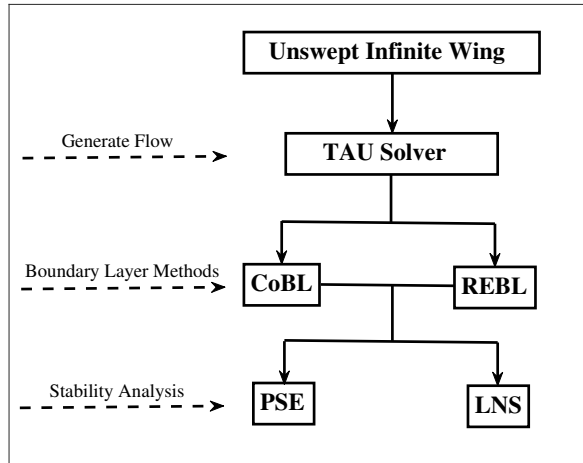 Unswept Infinite Wing
Generate Flow
TAU Solver
Boundary Layer Methods
CoBL
REBL
Stability Analysis
PSE
LNS